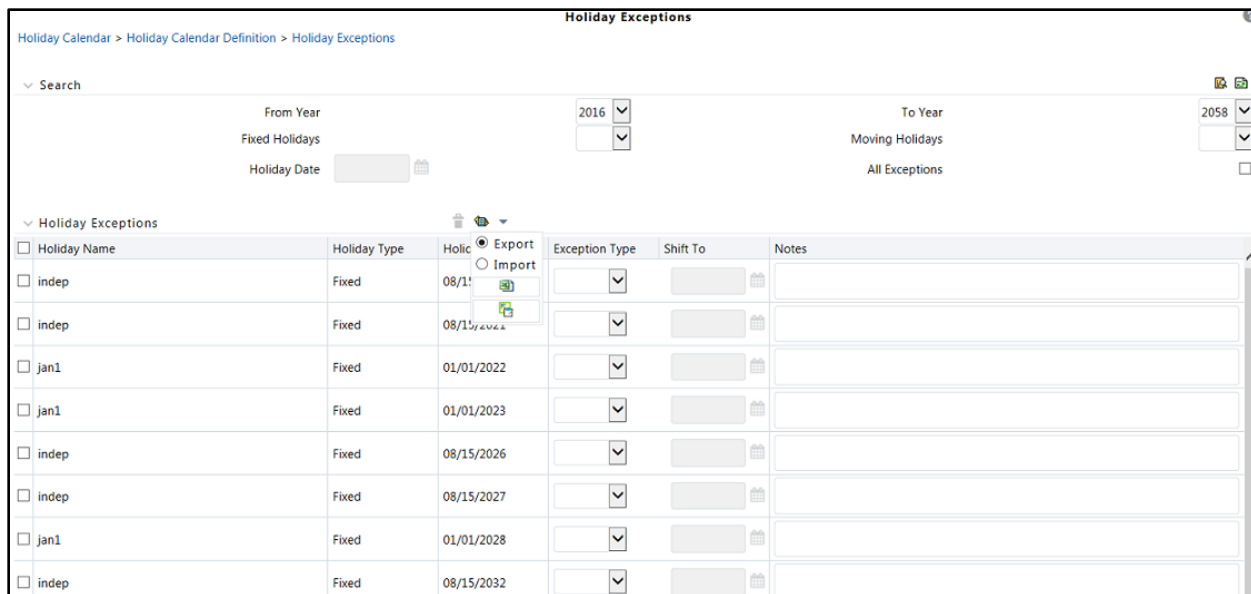 Holiday Exceptions
Holiday Calendar > Holiday Calendar Definition > Holiday Exceptions
Search
From Year 2016 To Year 2058
Fixed Holidays Moving Holidays
Holiday Date All Exceptions
Holiday Exceptions
Holiday Name Holiday Type Exception Type Shift To Notes
Export
Import
indep Fixed
indep Fixed 08/15/2021
jan1 Fixed 01/01/2022
jan1 Fixed 01/01/2023
indep Fixed 08/15/2026
indep Fixed 08/15/2027
jan1 Fixed 01/01/2028
indep Fixed 08/15/2032